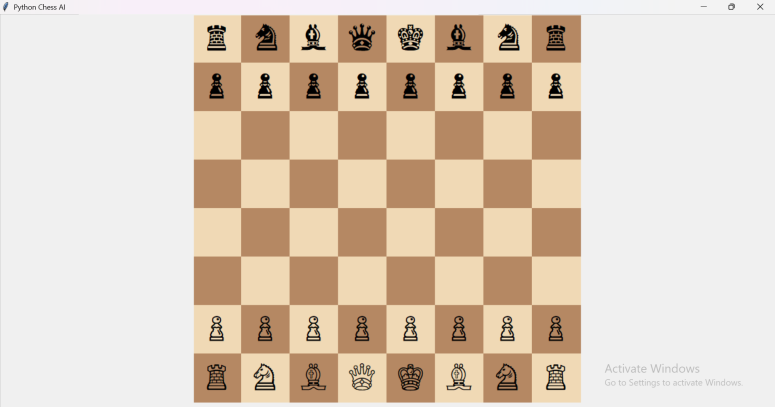 Python Chess AI
Activate Windows
Go to Settings to activate Windows.